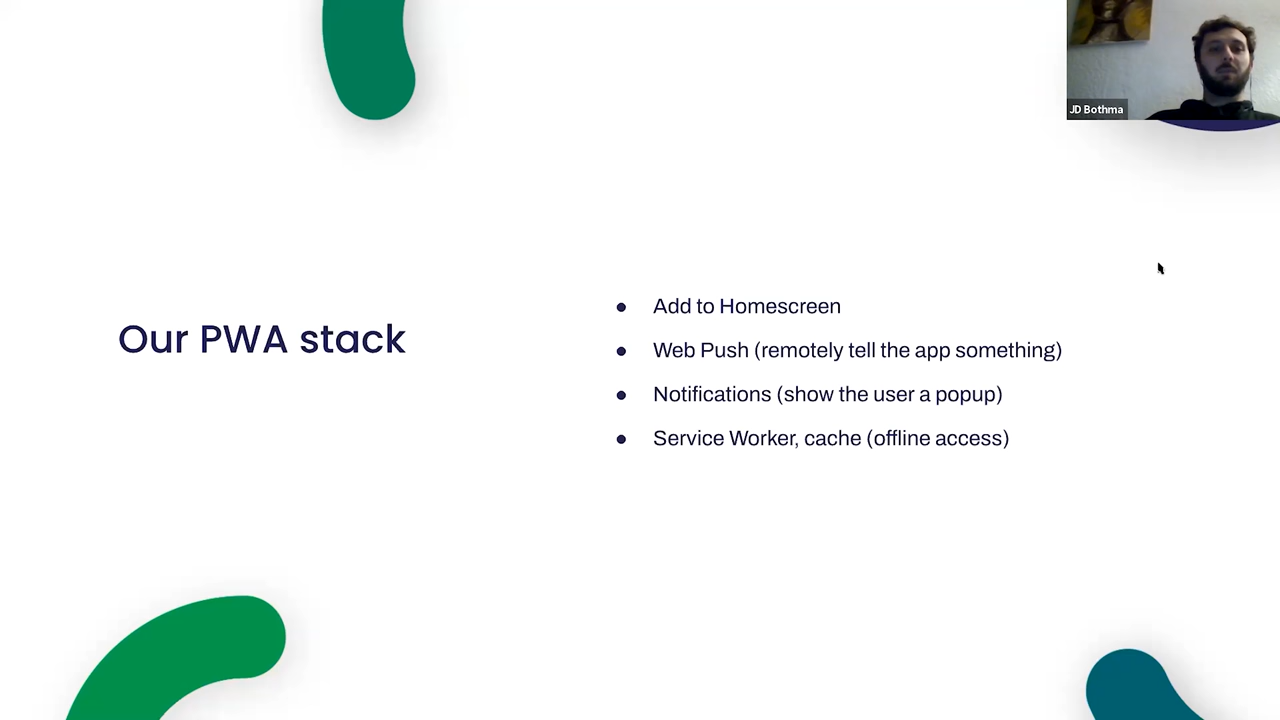 JD Bothma
Our PWA stack
● Add to Homescreen
● Web Push (remotely tell the app something)
● Notifications (show the user a popup)
● Service Worker, cache (offline access)